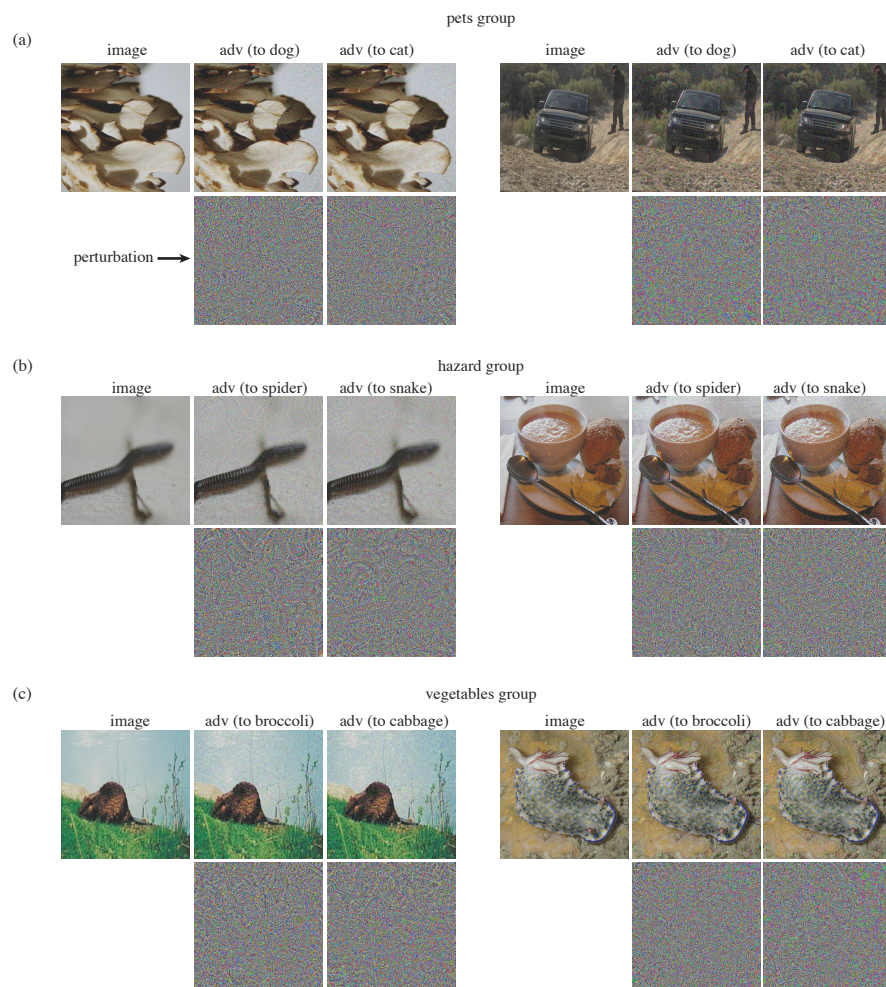 pets group
(a)
image adv (to dog) adv (to cat) image adv (to dog) adv (to cat)
perturbation
(b)
hazard group
image adv (to spider) adv (to snake) image adv (to spider) adv (to snake)
(c)
vegetables group
image adv (to broccoli) adv (to cabbage) image adv (to broccoli) adv (to cabbage)